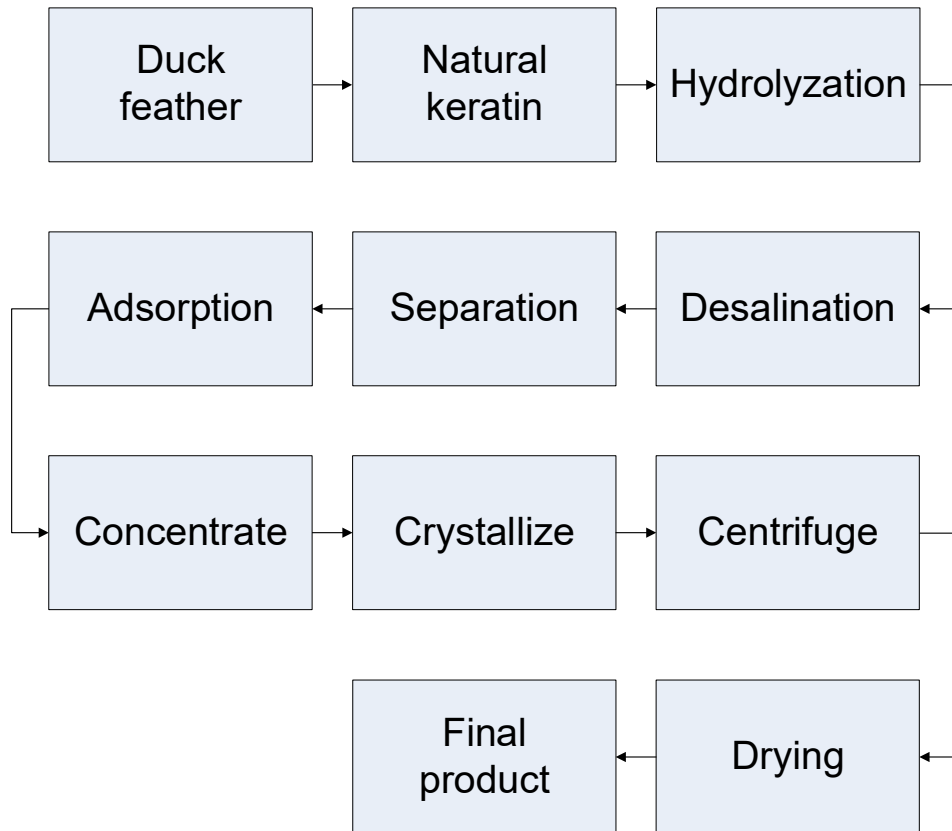 Duck
feather
Natural
keratin
Hydrolyzation
Desalination
Separation
Adsorption
Concentrate
Crystallize
Centrifuge
Drying
Final
product